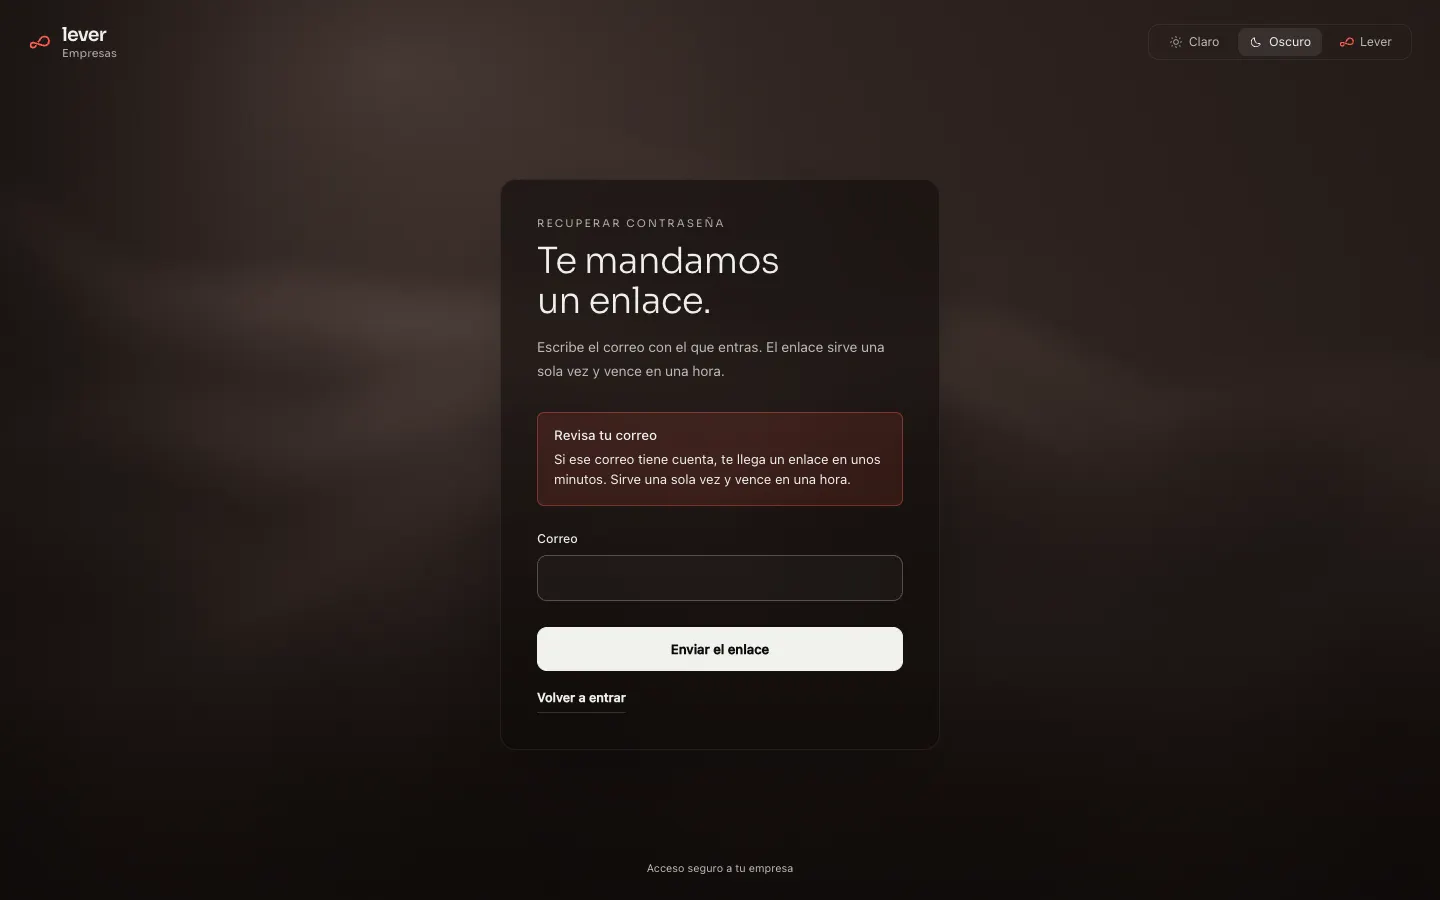 lever
Empresas
Claro
Oscuro
Lever
RECUPERAR CONTRASEÑA
Te mandamos
un enlace.
Escribe el correo con el que entras. El enlace sirve una
sola vez y vence en una hora.
Revisa tu correo
Si ese correo tiene cuenta, te llega un enlace en unos
minutos. Sirve una sola vez y vence en una hora.
Correo
Enviar el enlace
Volver a entrar
Acceso seguro a tu empresa